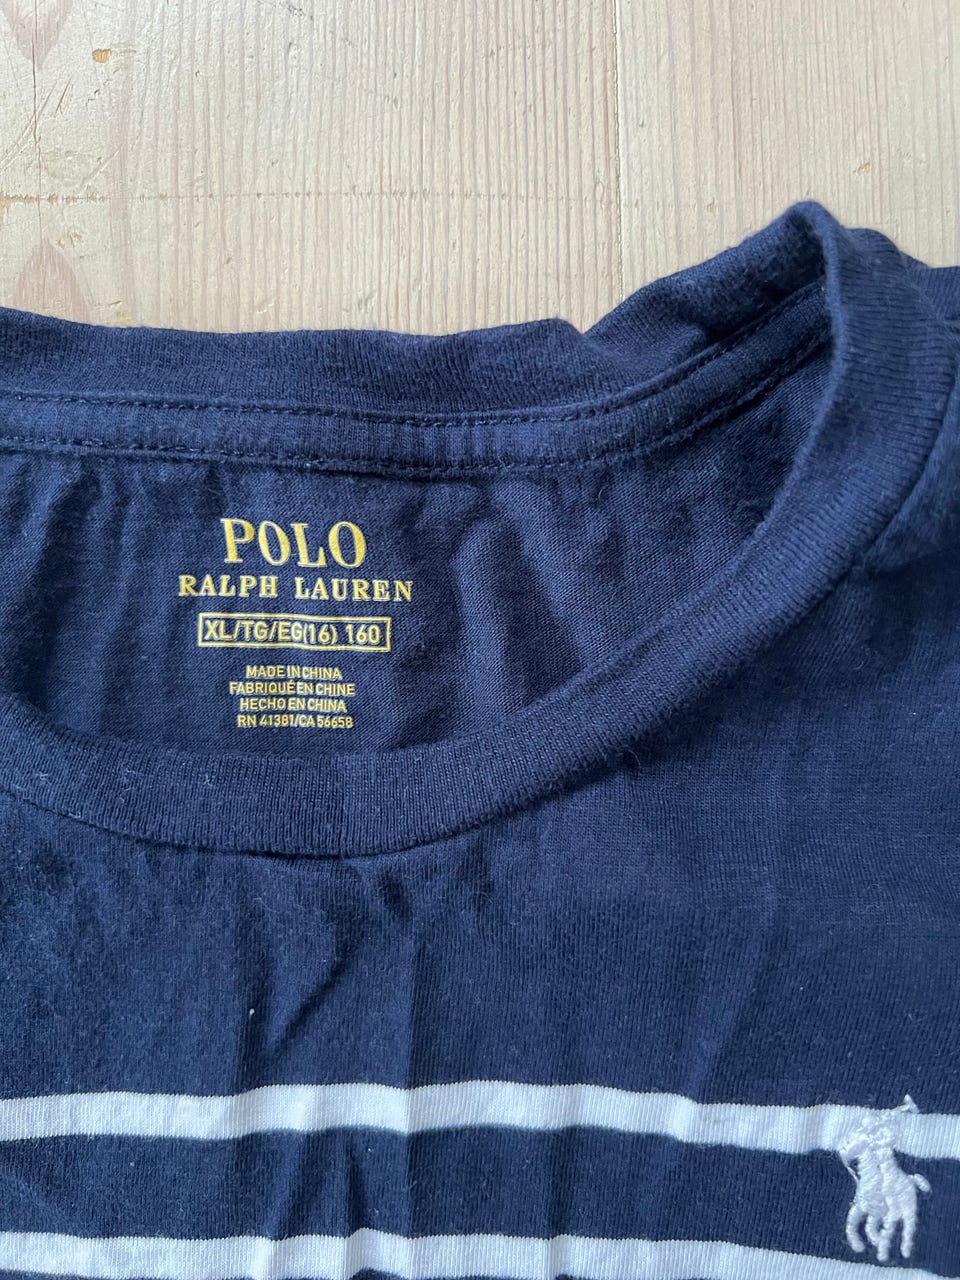 POLO
RALPH LAUREN
XL/TG/EG(16) 160
MADE IN CHINA
FABRIQUÉ EN CHINE
HECHO EN CHINA
RN 41381/CA 56658